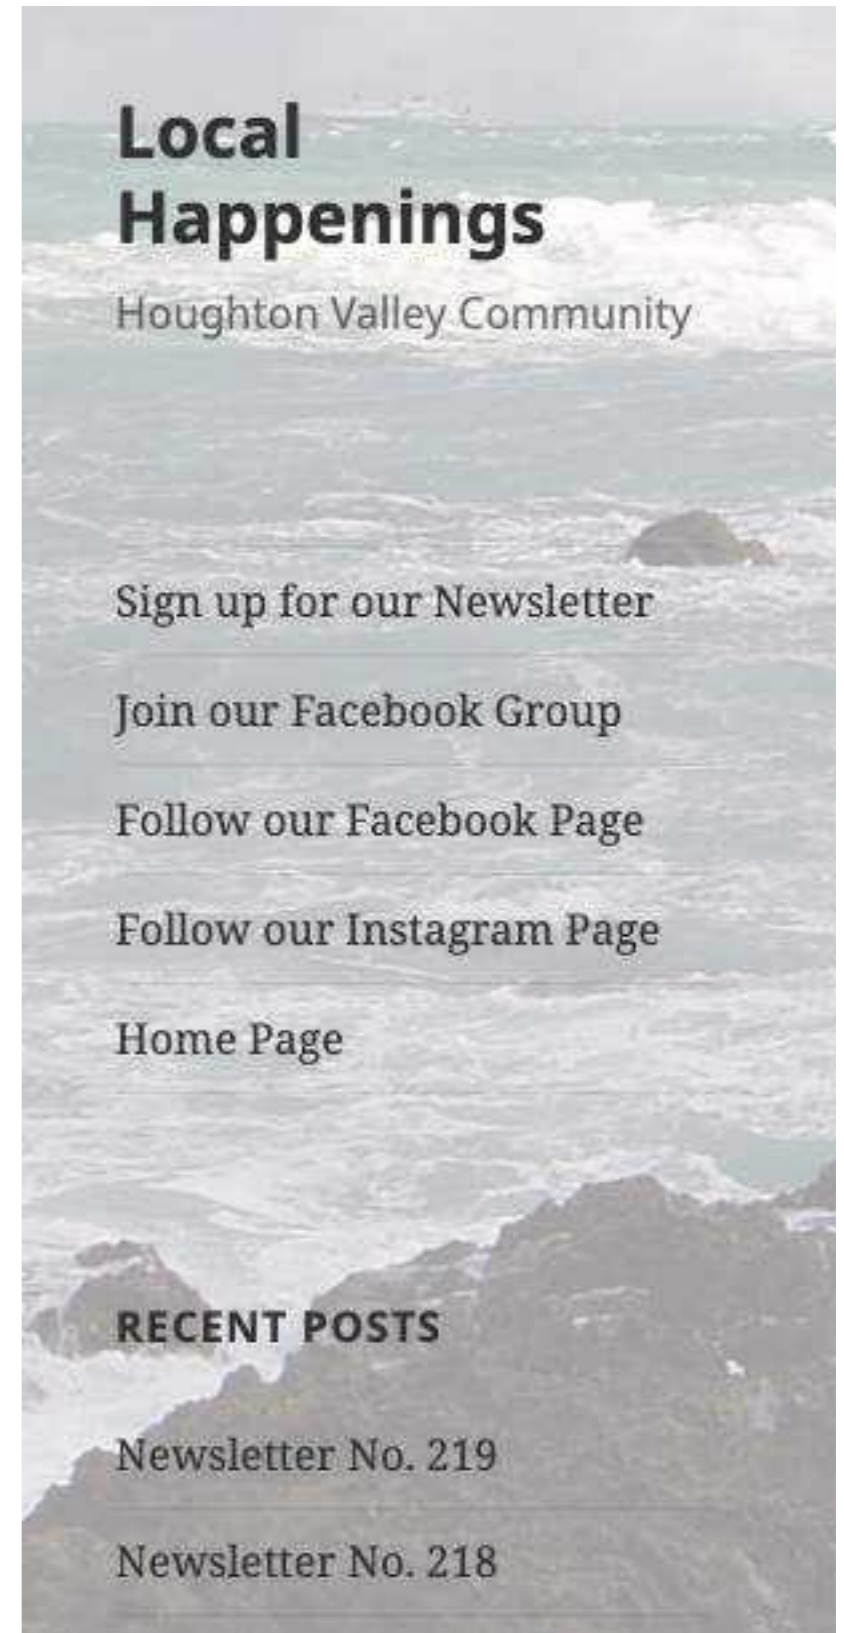 Local
Happenings
Houghton Valley Community
Sign up for our Newsletter
Join our Facebook Group
Follow our Facebook Page
Follow our Instagram Page
Home Page
RECENT POSTS
Newsletter No. 219
Newsletter No. 218